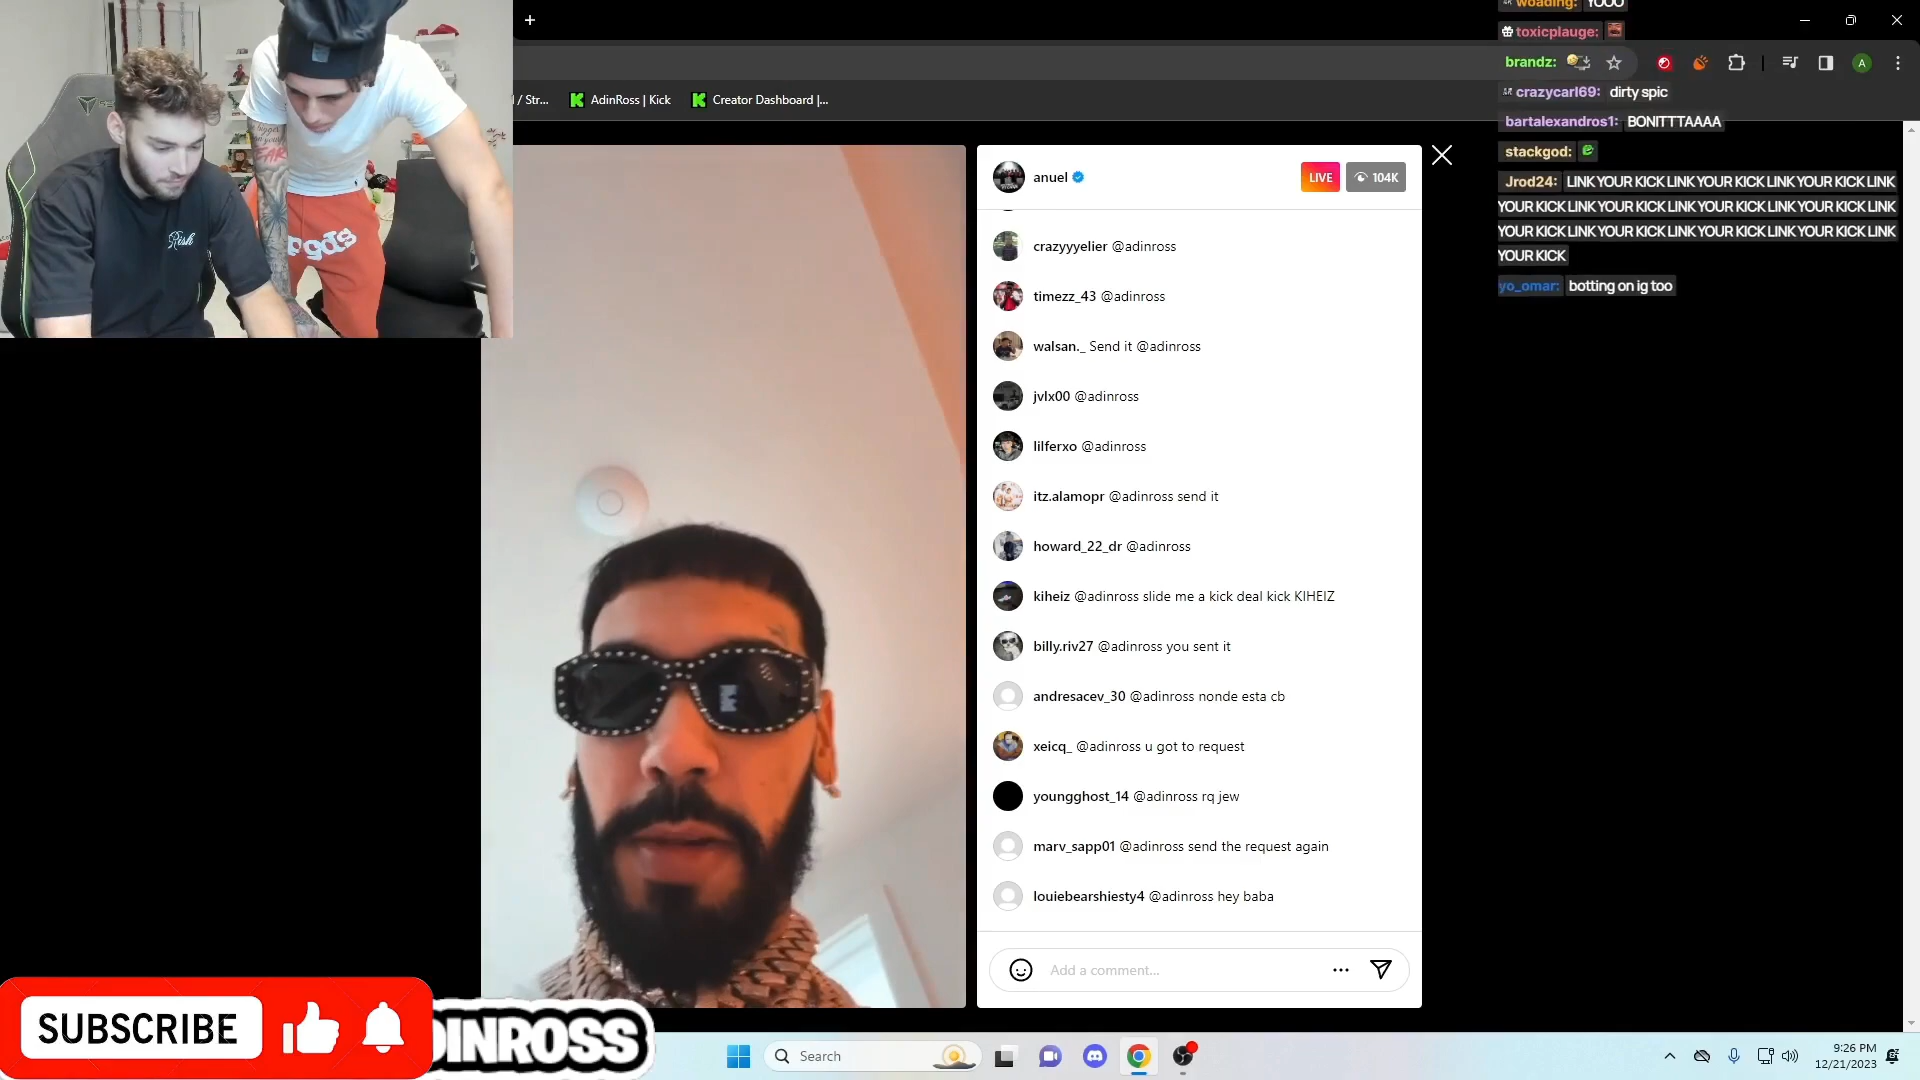 / Str...
AdinRoss | Kick
Creator Dashboard |...
A
woading: YOOO
toxicplauge:
brandz:
crazycarl69: dirty spic
bartalexandros1: BONITTTAAAA
stackgod:
Jrod24: LINK YOUR KICK LINK YOUR KICK LINK YOUR KICK LINK
YOUR KICK LINK YOUR KICK LINK YOUR KICK LINK YOUR KICK LINK
YOUR KICK LINK YOUR KICK LINK YOUR KICK LINK YOUR KICK LINK
YOUR KICK
yo_omar: botting on ig too
Rich
anuel
LIVE
104K
crazyyyelier @adinross
timezz_43 @adinross
walsan._ Send it @adinross
jvlx00 @adinross
lilferxo @adinross
itz.alamopr @adinross send it
howard_22_dr @adinross
kiheiz @adinross slide me a kick deal kick KIHEIZ
billy.riv27 @adinross you sent it
andresacev_30 @adinross nonde esta cb
xeicq_ @adinross u got to request
youngghost_14 @adinross rq jew
marv_sapp01 @adinross send the request again
louiebearshiesty4 @adinross hey baba
Add a comment...
SUBSCRIBE
DINROSS
Search
9:26 PM
12/21/2023